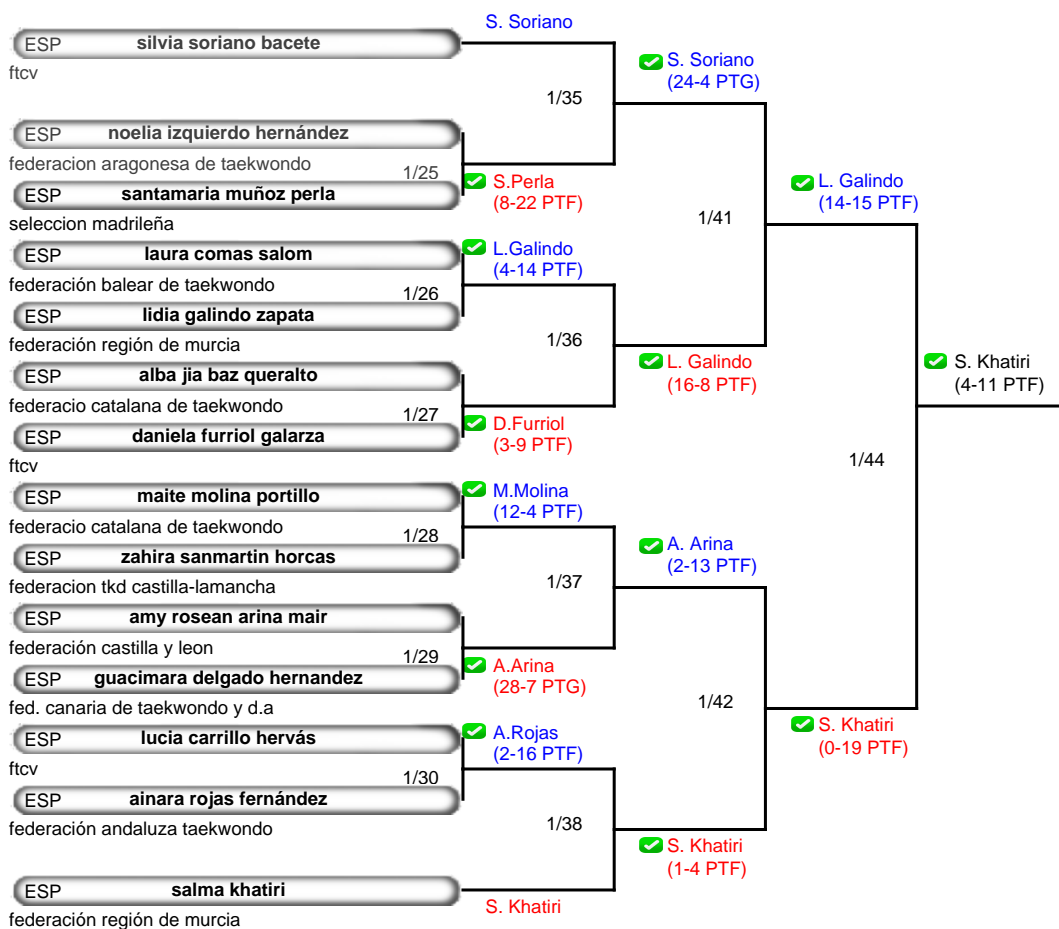 S. Soriano
ESP silvia soriano bacete
ftcv
S. Soriano
(24-4 PTG)
1/35
ESP noelia izquierdo hernández
federacion aragonesa de taekwondo
1/25
S.Perla
(8-22 PTF)
ESP santamaria muñoz perla
seleccion madrileña
L. Galindo
(14-15 PTF)
1/41
ESP laura comas salom
federación balear de taekwondo
L.Galindo
(4-14 PTF)
1/26
ESP lidia galindo zapata
federación región de murcia
1/36
L. Galindo
(16-8 PTF)
S. Khatiri
(4-11 PTF)
ESP alba jia baz queralto
federacio catalana de taekwondo
1/27
D.Furriol
(3-9 PTF)
ESP daniela furriol galarza
ftcv
1/44
ESP maite molina portillo
federacio catalana de taekwondo
M.Molina
(12-4 PTF)
1/28
ESP zahira sanmartin horcas
federacion tkd castilla-lamancha
A. Arina
(2-13 PTF)
1/37
ESP amy rosean arina mair
federación castilla y leon
1/29
A.Arina
(28-7 PTG)
ESP guacimara delgado hernandez
fed. canaria de taekwondo y d.a
1/42
S. Khatiri
(0-19 PTF)
ESP lucia carrillo hervás
ftcv
A.Rojas
(2-16 PTF)
1/30
ESP ainara rojas fernández
federación andaluza taekwondo
1/38
S. Khatiri
(1-4 PTF)
ESP salma khatiri
federación región de murcia
S. Khatiri